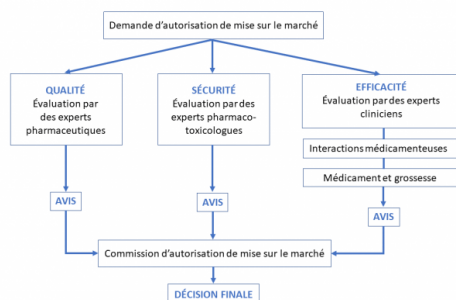 Demande d'autorisation de mise sur le marché
QUALITÉ
Évaluation par
des experts
pharmaceutiques
SÉCURITÉ
Évaluation par des
experts pharmaco-
toxicologues
EFFICACITÉ
Évaluation par des experts
cliniciens
Interactions médicamenteuses
Médicament et grossesse
AVIS
AVIS
AVIS
Commission d'autorisation de mise sur le marché
DÉCISION FINALE